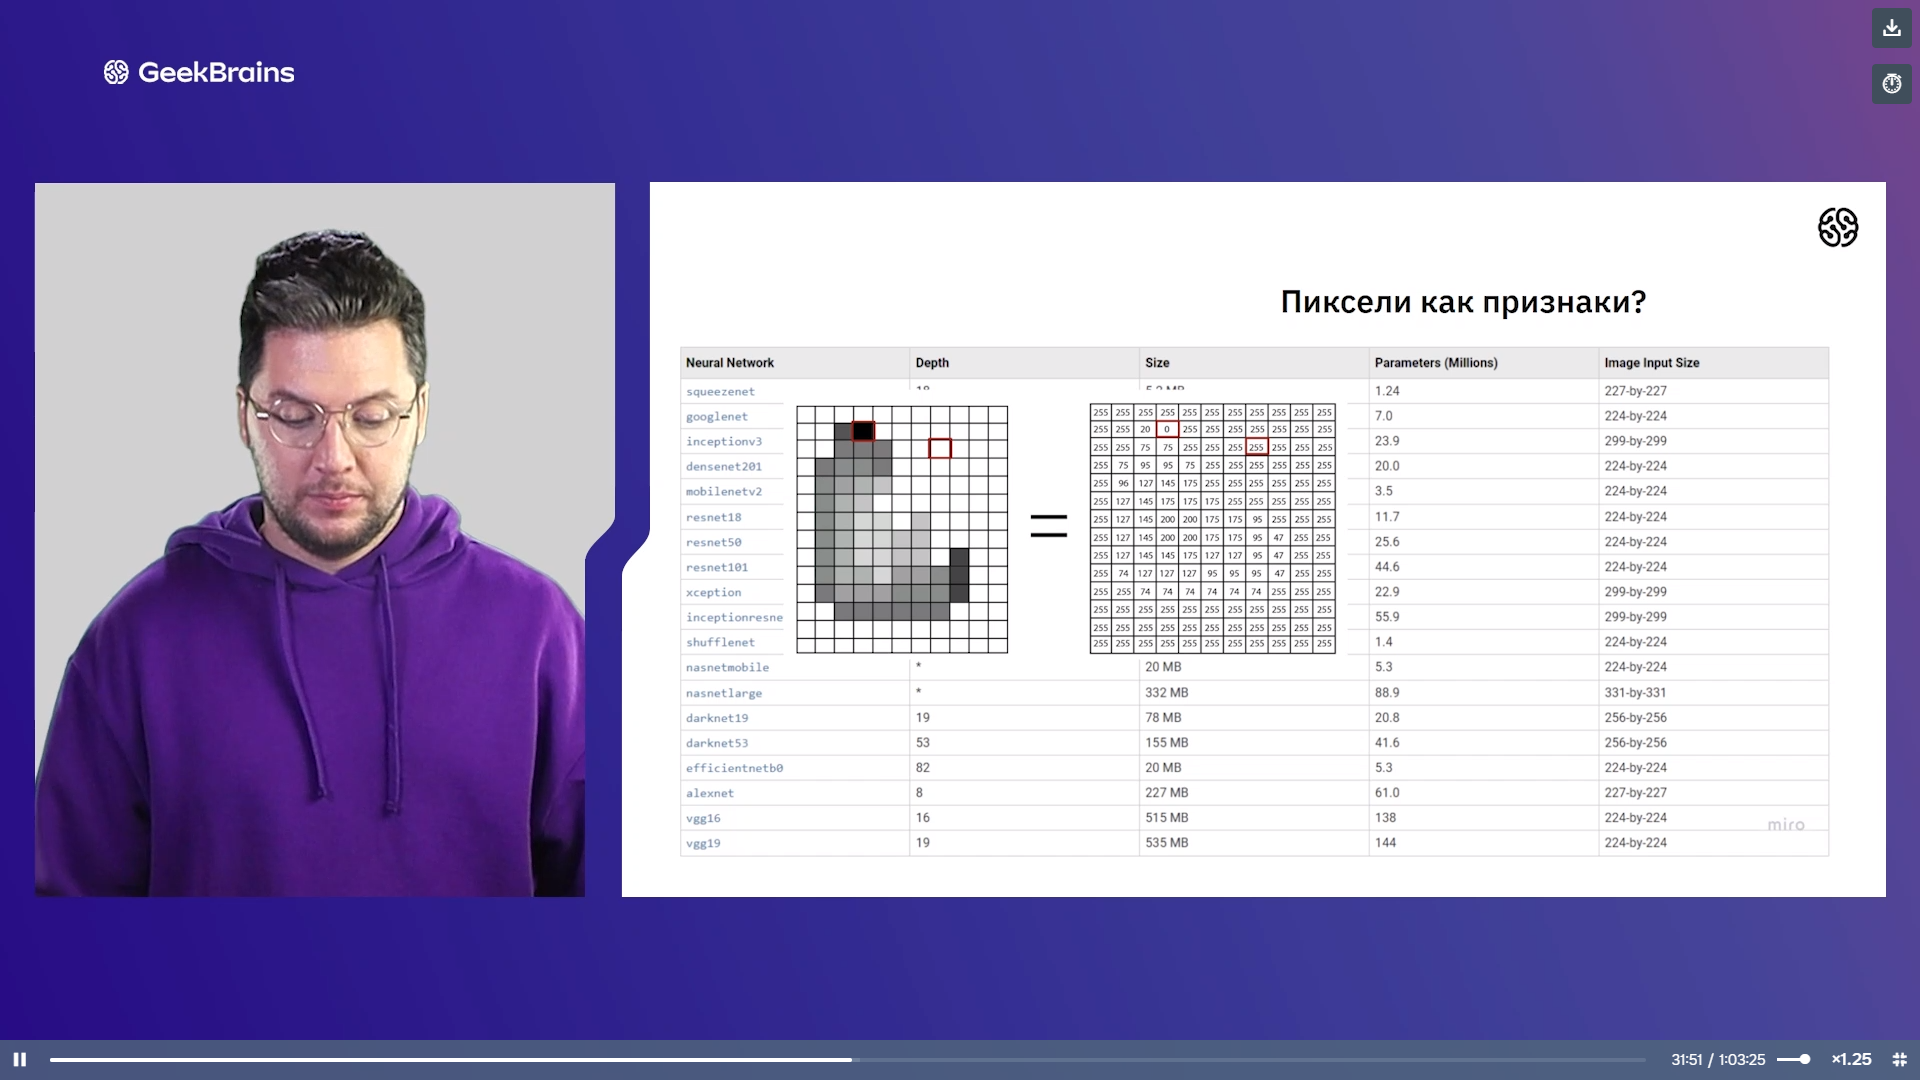 GeekBrains
Пиксели как признаки?
Neural Network Depth Size Parameters (Millions) Image Input Size
squeezenet 18 5.2 MB 1.24 227-by-227
googlenet 7.0 224-by-224
inceptionv3 23.9 299-by-299
densenet201 20.0 224-by-224
mobilenetv2 3.5 224-by-224
resnet18 11.7 224-by-224
resnet50 25.6 224-by-224
resnet101 44.6 224-by-224
xception 22.9 299-by-299
inceptionresne 55.9 299-by-299
shufflenet 1.4 224-by-224
nasnetmobile * 20 MB 5.3 224-by-224
nasnetlarge * 332 MB 88.9 331-by-331
darknet19 19 78 MB 20.8 256-by-256
darknet53 53 155 MB 41.6 256-by-256
efficientnetb0 82 20 MB 5.3 224-by-224
alexnet 8 227 MB 61.0 227-by-227
vgg16 16 515 MB 138 224-by-224
vgg19 19 535 MB 144 224-by-224
=
255 255 255 255 255 255 255 255 255 255 255
255 255 20 0 255 255 255 255 255 255 255
255 255 75 75 255 255 255 255 255 255 255
255 75 95 95 75 255 255 255 255 255 255
255 96 127 145 175 255 255 255 255 255 255
255 127 145 175 175 175 255 255 255 255 255
255 127 145 200 200 175 175 95 255 255 255
255 127 145 200 200 175 175 95 47 255 255
255 127 145 145 175 127 127 95 47 255 255
255 74 127 127 127 95 95 95 47 255 255
255 255 74 74 74 74 74 74 255 255 255
255 255 255 255 255 255 255 255 255 255 255
255 255 255 255 255 255 255 255 255 255 255
255 255 255 255 255 255 255 255 255 255 255
miro
31:51 / 1:03:25 ×1.25